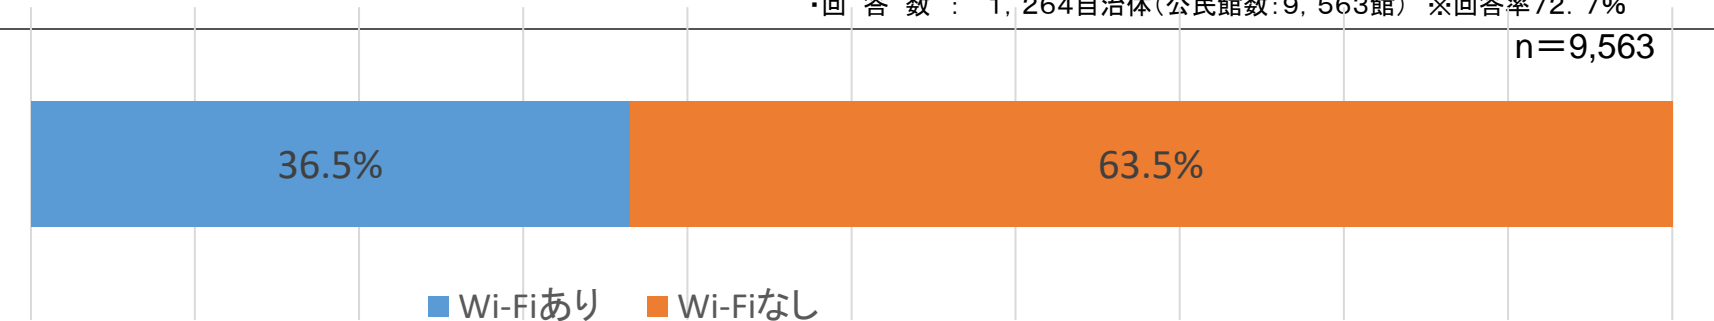 ・回 答 数 : 1, 264自治体(公民館数:9, 563館) ※回答率72. 7%
n=9,563
36.5% 63.5%
Wi-Fiあり Wi-Fiなし